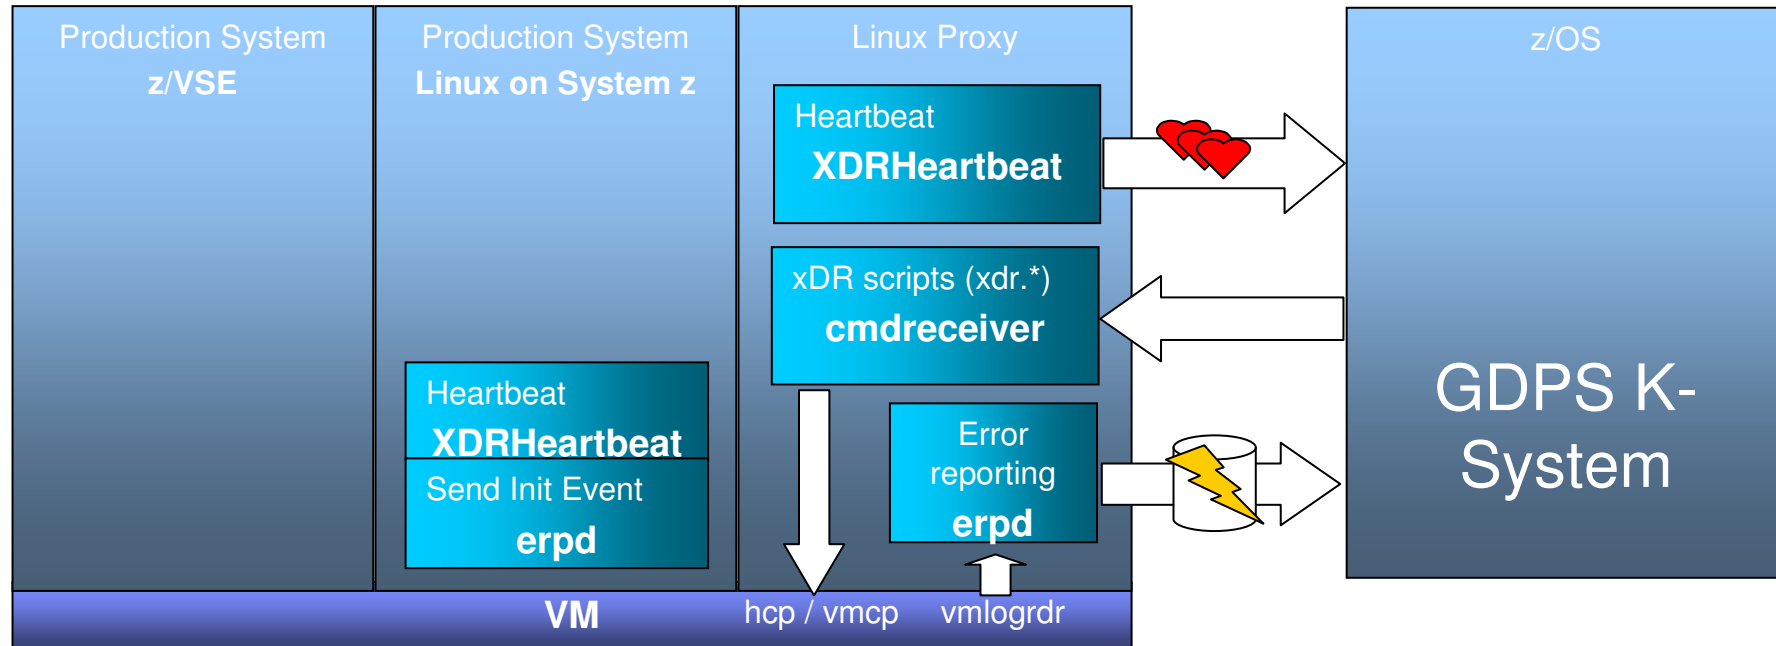 Production System
z/VSE
Production System
Linux on System z
Heartbeat
XDRHeartbeat
Send Init Event
erpd
Linux Proxy
Heartbeat
XDRHeartbeat
xDR scripts (xdr.*)
cmdreceiver
Error
reporting
erpd
VM
hcp / vmcp
vmlogrdr
z/OS
GDPS K-
System